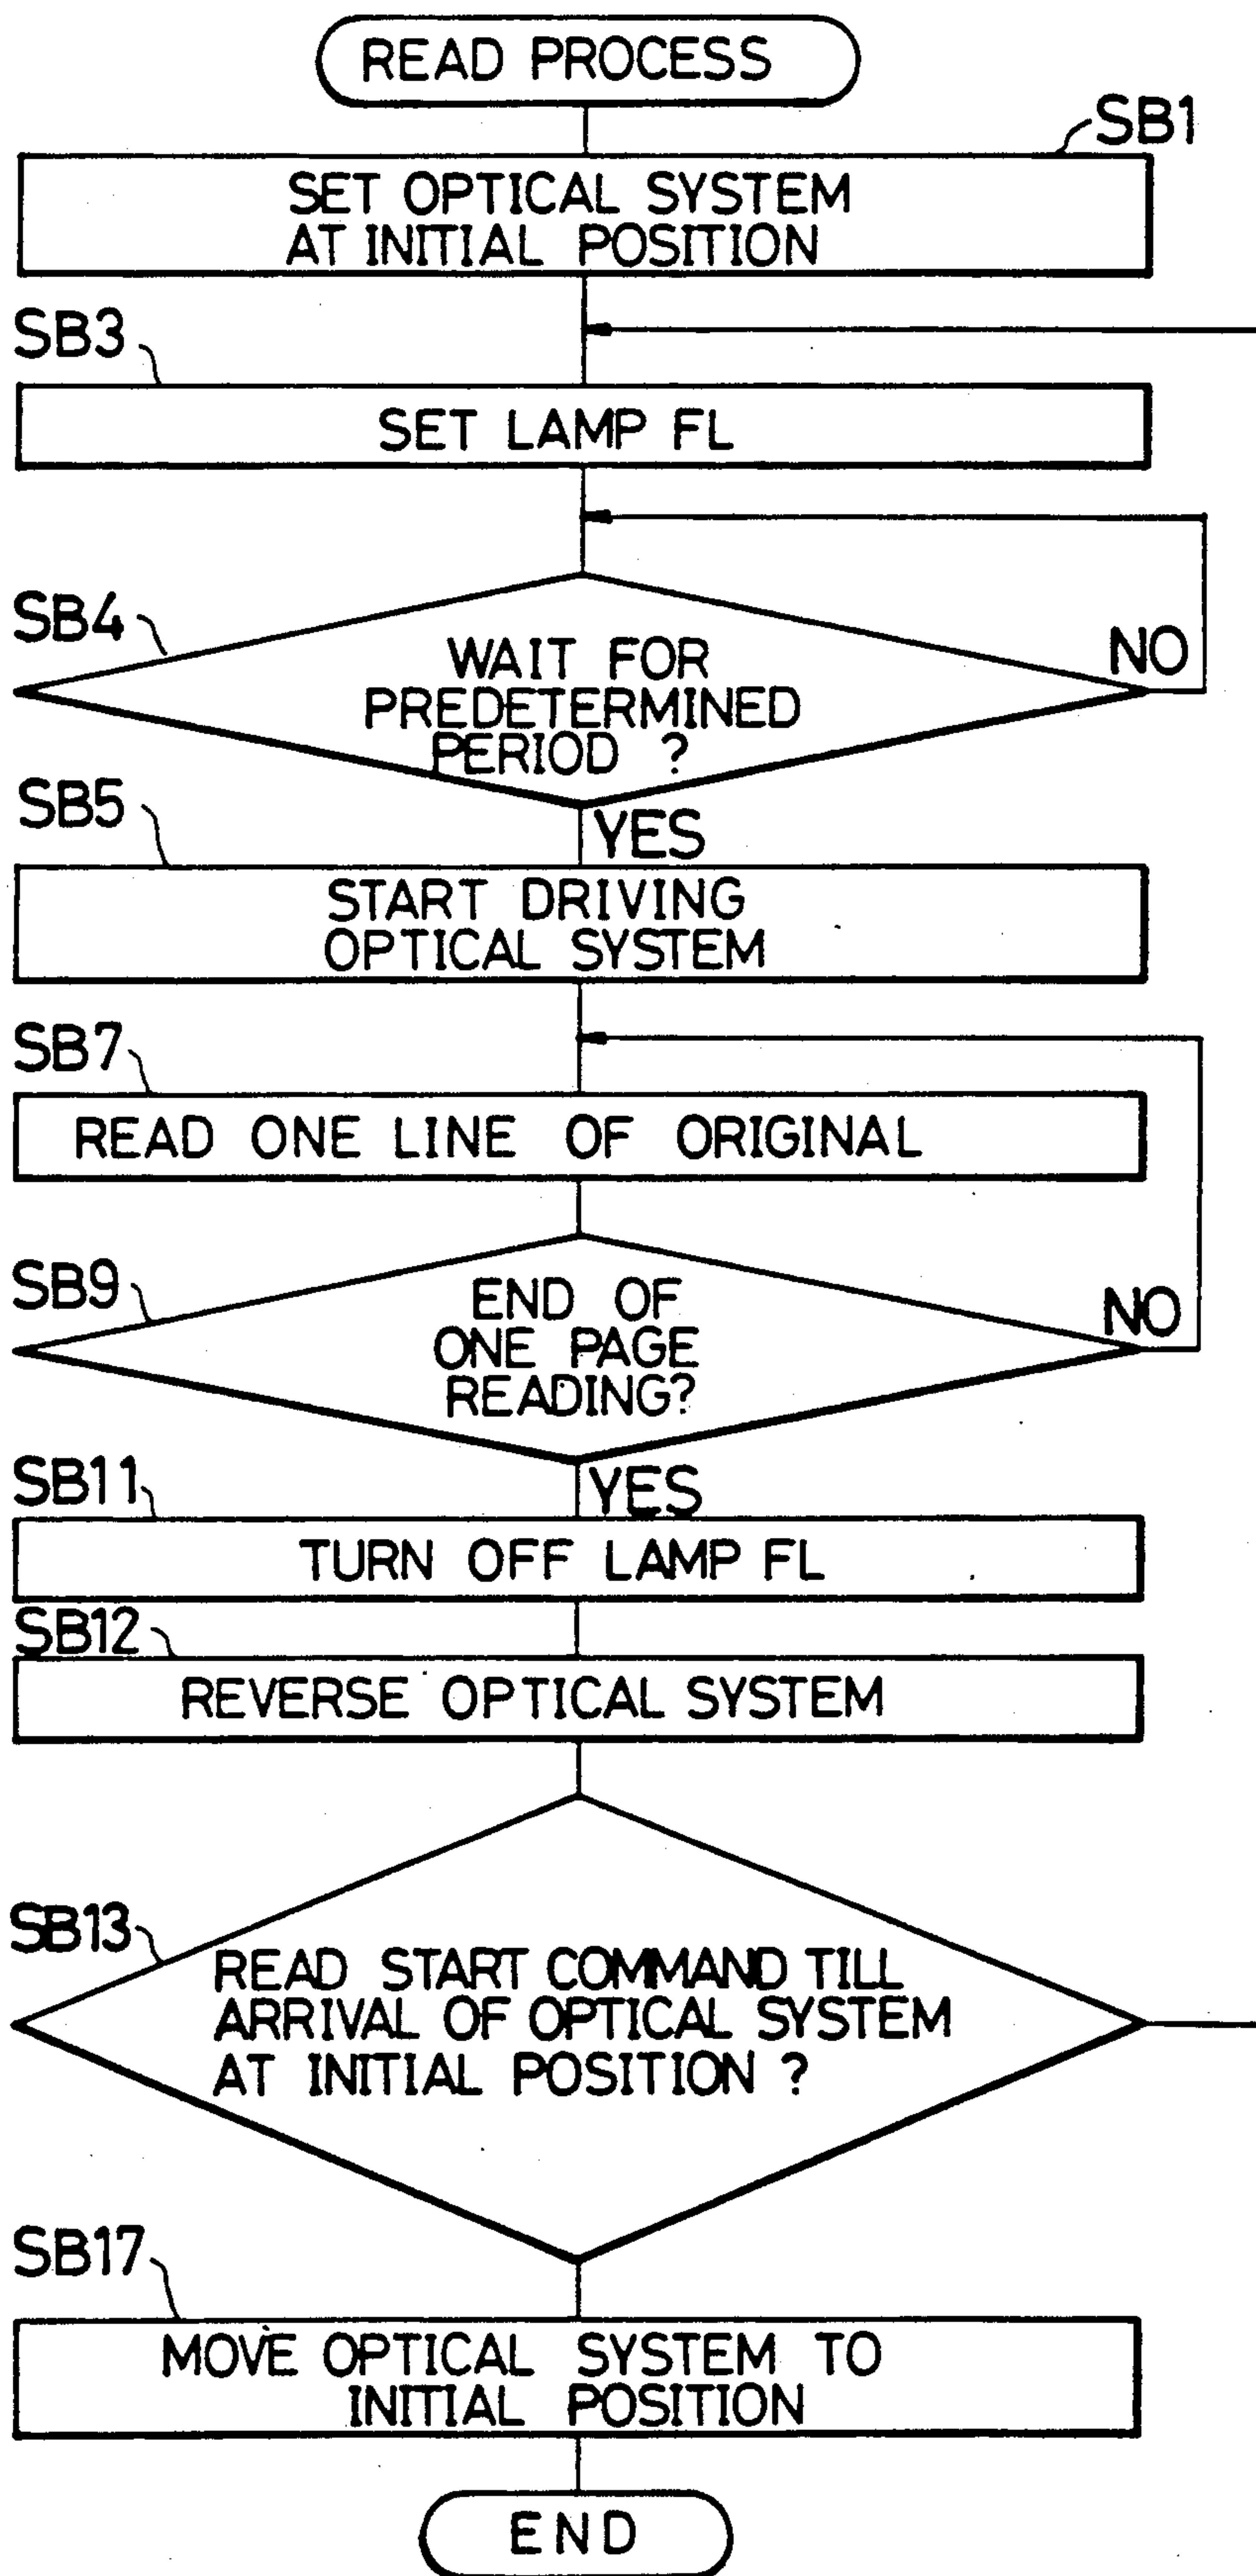 READ PROCESS
SB1
SET OPTICAL SYSTEM
AT INITIAL POSITION
SB3
SET LAMP FL
SB4
WAIT FOR
PREDETERMINED
PERIOD ?
NO
YES
SB5
START DRIVING
OPTICAL SYSTEM
SB7
READ ONE LINE OF ORIGINAL
SB9
END OF
ONE PAGE
READING?
NO
YES
SB11
TURN OFF LAMP FL
SB12
REVERSE OPTICAL SYSTEM
SB13
READ START COMMAND TILL
ARRIVAL OF OPTICAL SYSTEM
AT INITIAL POSITION ?
SB17
MOVE OPTICAL SYSTEM TO
INITIAL POSITION
END